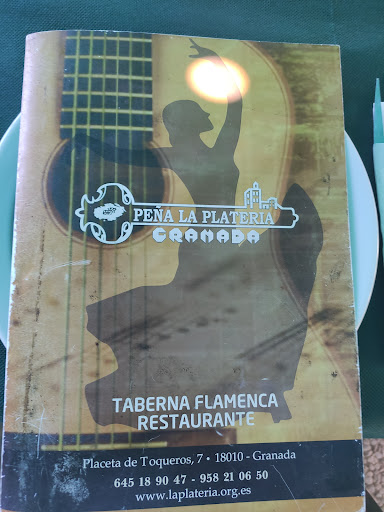 PEÑA LA PLATERIA
GRANADA
TABERNA FLAMENCA
RESTAURANTE
Placeta de Toqueros, 7 • 18010 - Granada
645 18 90 47 - 958 21 06 50
www.laplateria.org.es